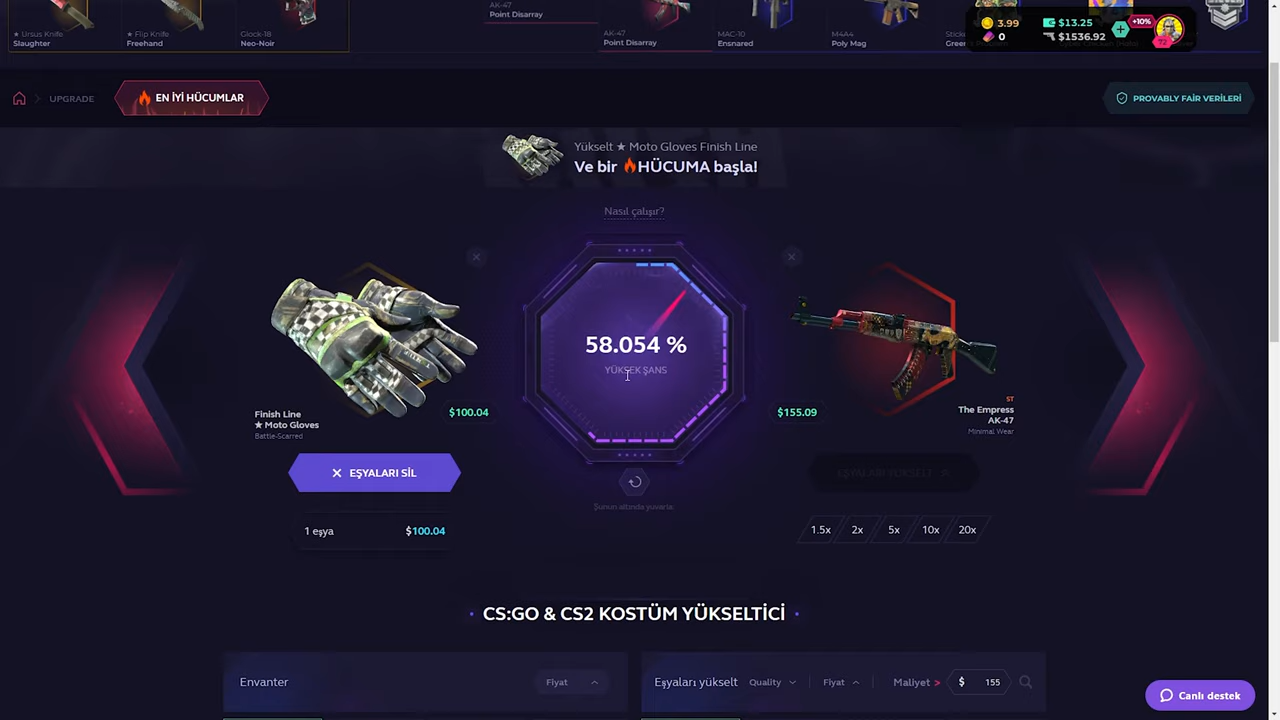 ★ Ursus Knife
Slaughter
★ Flip Knife
Freehand
Glock-18
Neo-Noir
AK-47
Point Disarray
AK-47
Point Disarray
MAC-10
Ensnared
M4A4
Poly Mag
3.99
0
$13.25
$1536.92
+10%
UPGRADE
EN İYİ HÜCUMLAR
PROVABLY FAIR VERİLERİ
Yükselt ★ Moto Gloves Finish Line
Ve bir HÜCUMA başla!
Nasıl çalışır?
58.054 %
YÜKSEK ŞANS
Finish Line
★ Moto Gloves
Battle-Scarred
$100.04
$155.09
ST
The Empress
AK-47
Minimal Wear
EŞYALARI SİL
EŞYALARI YÜKSELT
Şunun altında yuvarla:
1 eşya
$100.04
1.5x
2x
5x
10x
20x
CS:GO & CS2 KOSTÜM YÜKSELTİCİ
Envanter
Fiyat
Eşyaları yükselt
Quality
Fiyat
Maliyet >
$ 155
Canlı destek